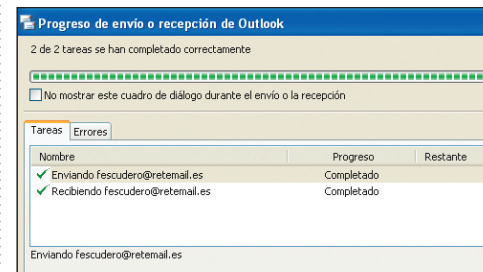 Progreso de envío o recepción de Outlook
2 de 2 tareas se han completado correctamente
No mostrar este cuadro de diálogo durante el envío o la recepción
Tareas Errores
Nombre Progreso Restante
Enviando fescudero@retemail.es Completado
Recibiendo fescudero@retemail.es Completado
Enviando fescudero@retemail.es